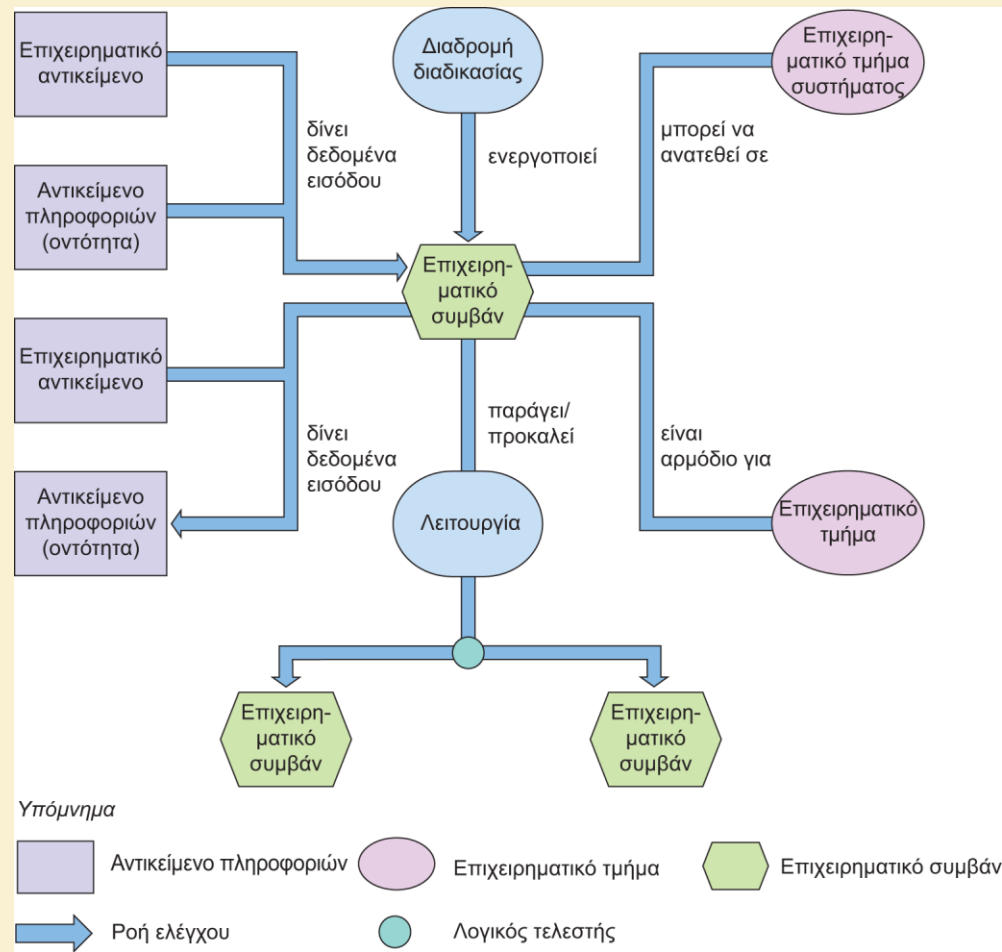 Επιχειρηματικό
αντικείμενο
Διαδρομή
διαδικασίας
Επιχειρη-
ματικό τμήμα
συστήματος
δίνει
δεδομένα
εισόδου
ενεργοποιεί
μπορεί να
ανατεθεί σε
Αντικείμενο
πληροφοριών
(οντότητα)
Επιχειρη-
ματικό
συμβάν
Επιχειρηματικό
αντικείμενο
δίνει
δεδομένα
εισόδου
παράγει/
προκαλεί
είναι
αρμόδιο για
Αντικείμενο
πληροφοριών
(οντότητα)
Λειτουργία
Επιχειρηματικό
τμήμα
Επιχειρη-
ματικό
συμβάν
Επιχειρη-
ματικό
συμβάν
Υπόμνημα
Αντικείμενο πληροφοριών
Επιχειρηματικό τμήμα
Επιχειρηματικό συμβάν
Ροή ελέγχου
Λογικός τελεστής